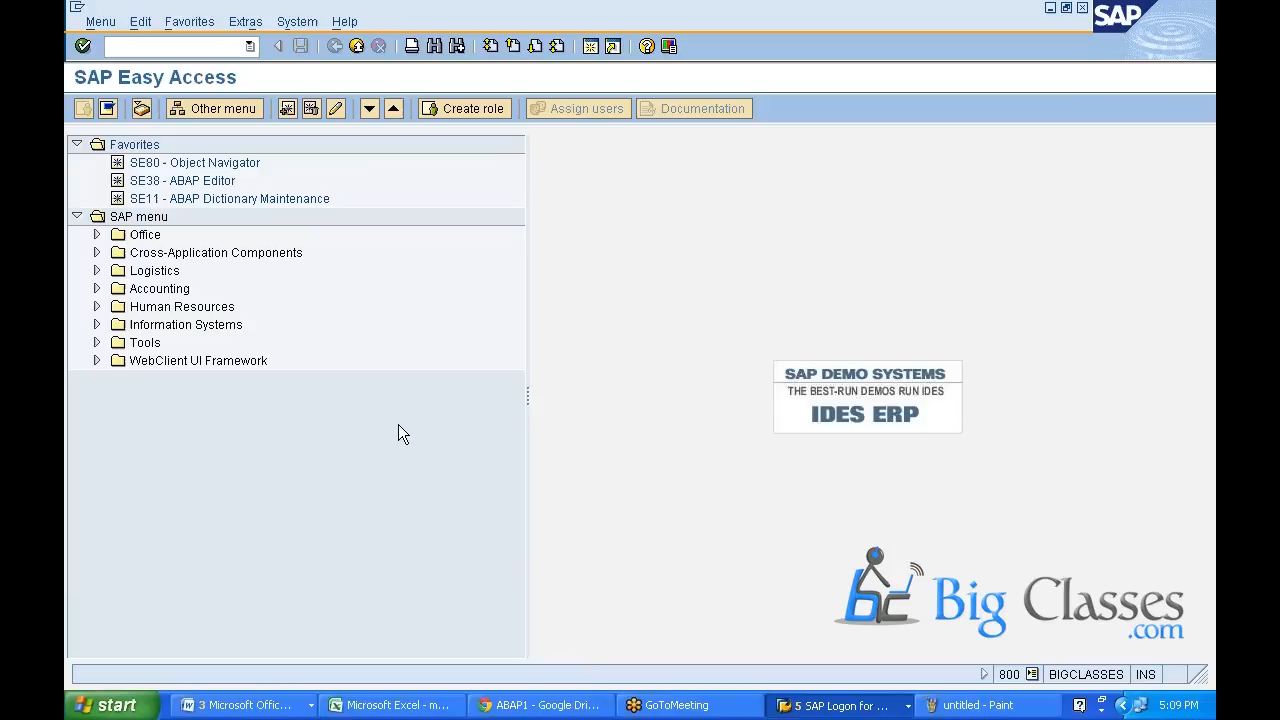 Menu Edit Favorites Extras System Help
SAP
SAP Easy Access
Other menu Create role Assign users Documentation
Favorites
SE80 - Object Navigator
SE38 - ABAP Editor
SE11 - ABAP Dictionary Maintenance
SAP menu
Office
Cross-Application Components
Logistics
Accounting
Human Resources
Information Systems
Tools
WebClient UI Framework
SAP DEMO SYSTEMS
THE BEST-RUN DEMOS RUN IDES
IDES ERP
bc Big Classes
.com
800 BIGCLASSES INS
start 3 Microsoft Offic... Microsoft Excel - m... ABAP1 - Google Dri... GoToMeeting 5 SAP Logon for ... untitled - Paint 5:09 PM